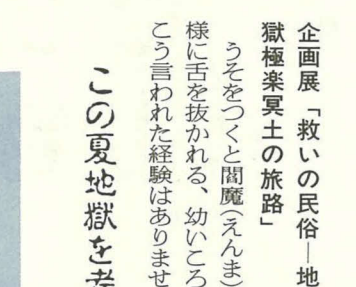 企画展「救いの民俗―地
獄極楽冥土の旅路」
うそをつくと閻魔(えんま)
様に舌を抜かれる、幼いころ
こう言われた経験はありませ
この夏地獄を考